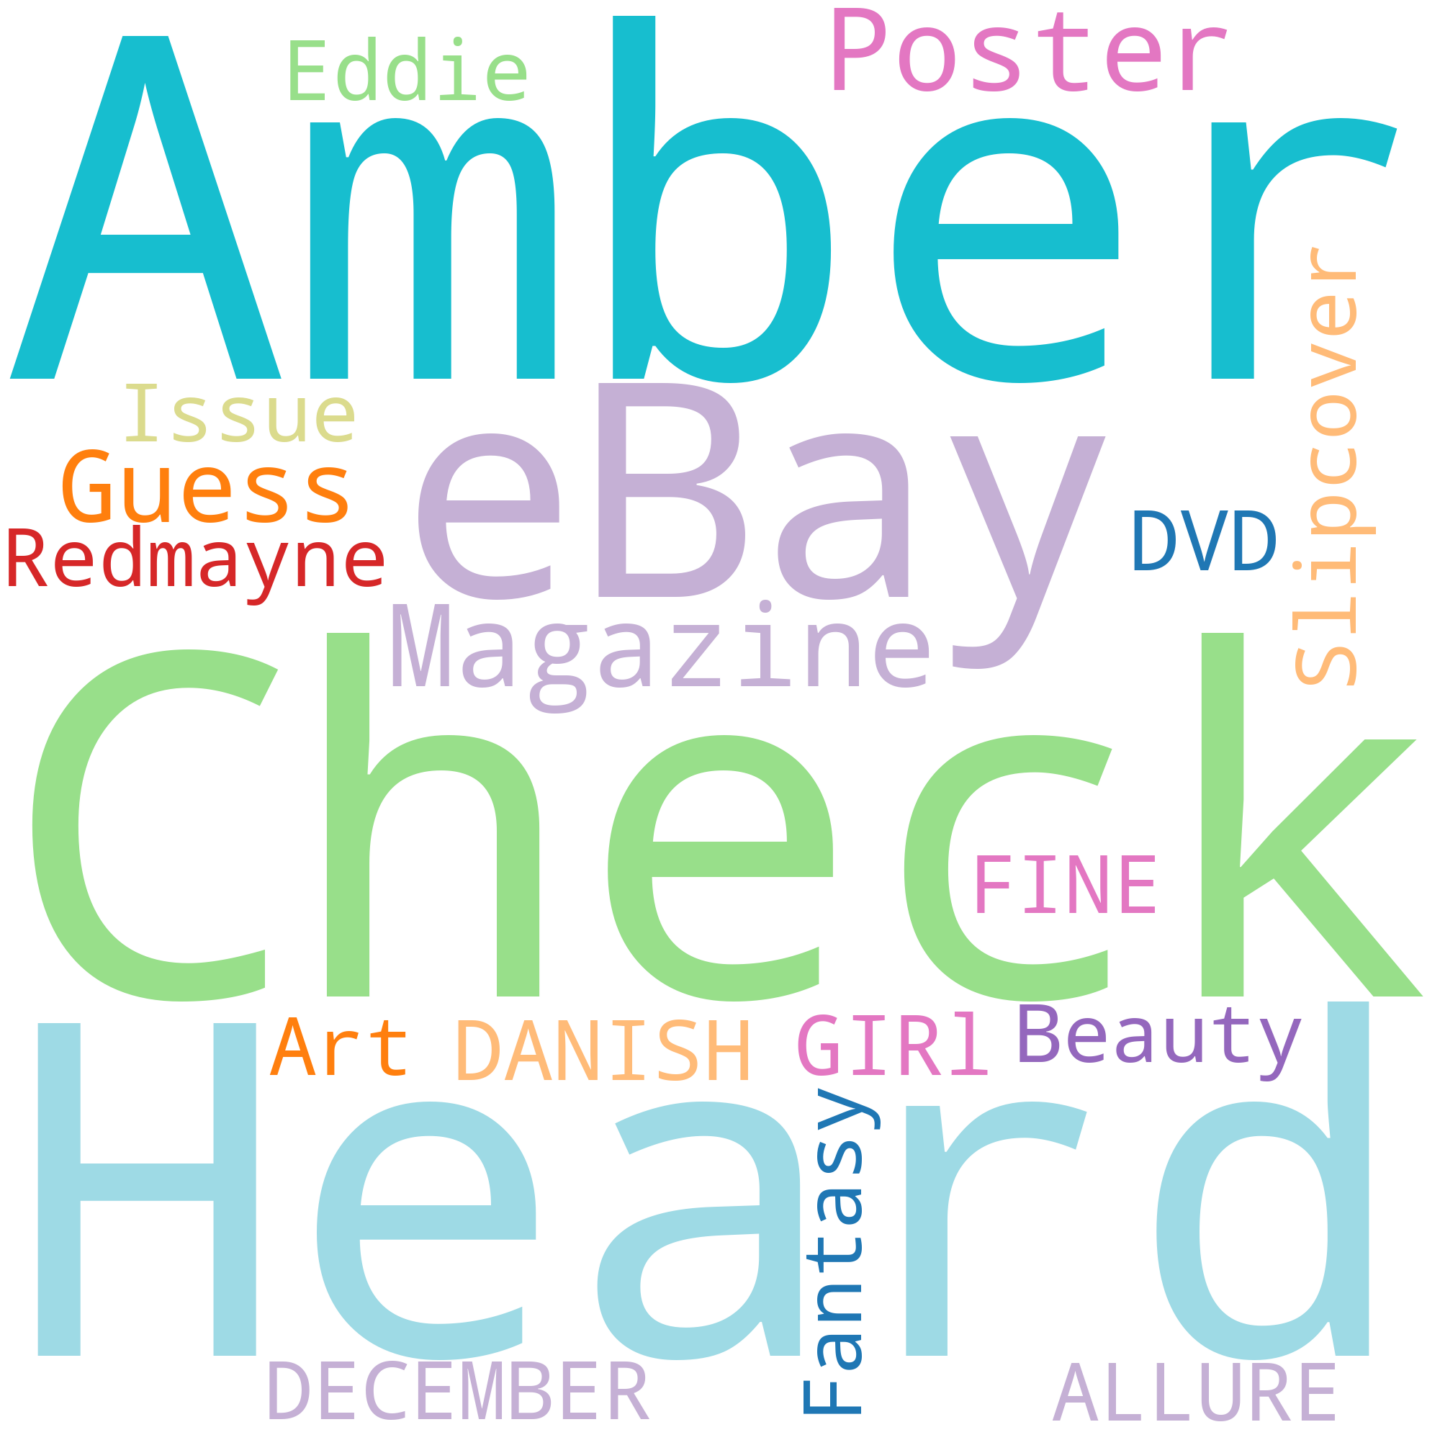 Amber
Eddie
Poster
Slipcover
Issue
eBay
Guess
DVD
Redmayne
Magazine
Check
FINE
Heard
Art
DANISH
GIRl
Beauty
Fantasy
DECEMBER
ALLURE